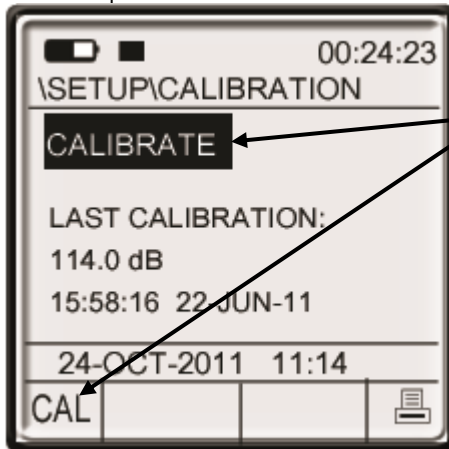 00:24:23
\SETUP\CALIBRATION
CALIBRATE
LAST CALIBRATION:
114.0 dB
15:58:16 22-JUN-11
24-OCT-2011 11:14
CAL